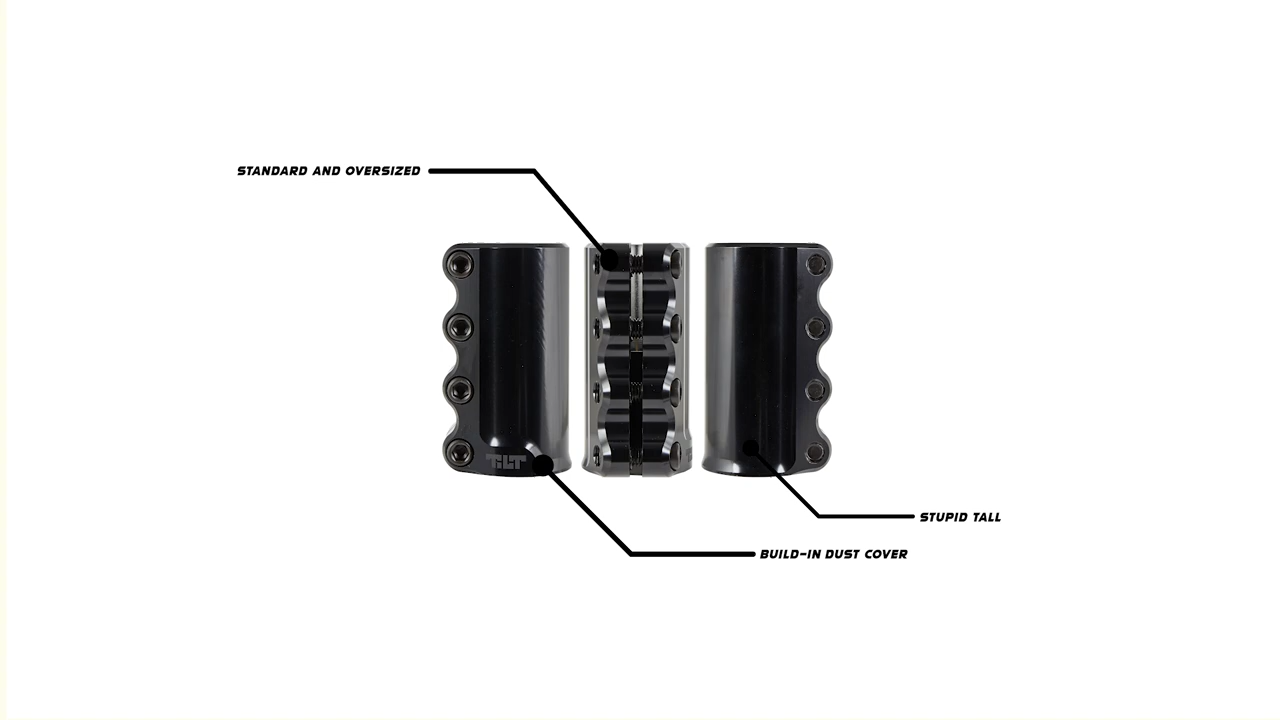 STANDARD AND OVERSIZED
TILT
STUPID TALL
BUILD-IN DUST COVER